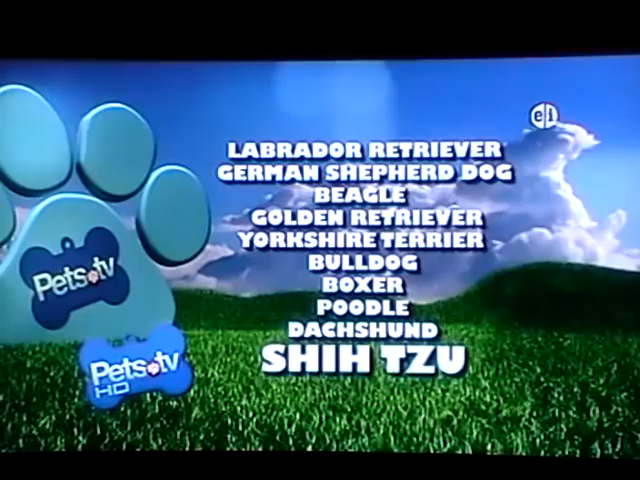 e/i
LABRADOR RETRIEVER
GERMAN SHEPHERD DOG
BEAGLE
GOLDEN RETRIEVER
YORKSHIRE TERRIER
BULLDOG
BOXER
POODLE
DACHSHUND
SHIH TZU
Pets.tv
Pets.tv
HD